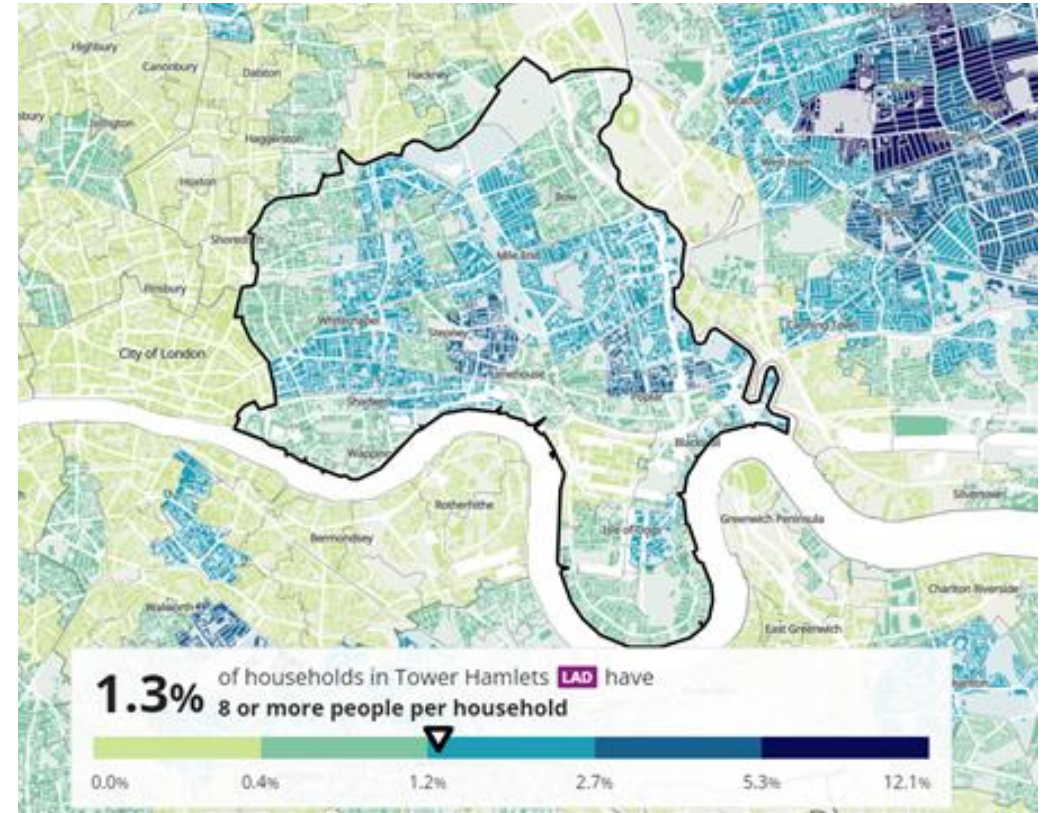 Highbury
Canonbury
Dalston
Hackney
Islington
Haggerston
Stratford
West Ham
Hoxton
Bow
Shoreditch
Mile End
Finsbury
Whitechapel
Stepney
Canning Town
City of London
Limehouse
Poplar
Shadwell
Blackwall
Wapping
Rotherhithe
Silvertown
Isle of Dogs
Greenwich Peninsula
Bermondsey
Charlton Riverside
Walworth
East Greenwich
1.3% of households in Tower Hamlets LAD have
8 or more people per household
0.0% 0.4% 1.2% 2.7% 5.3% 12.1%